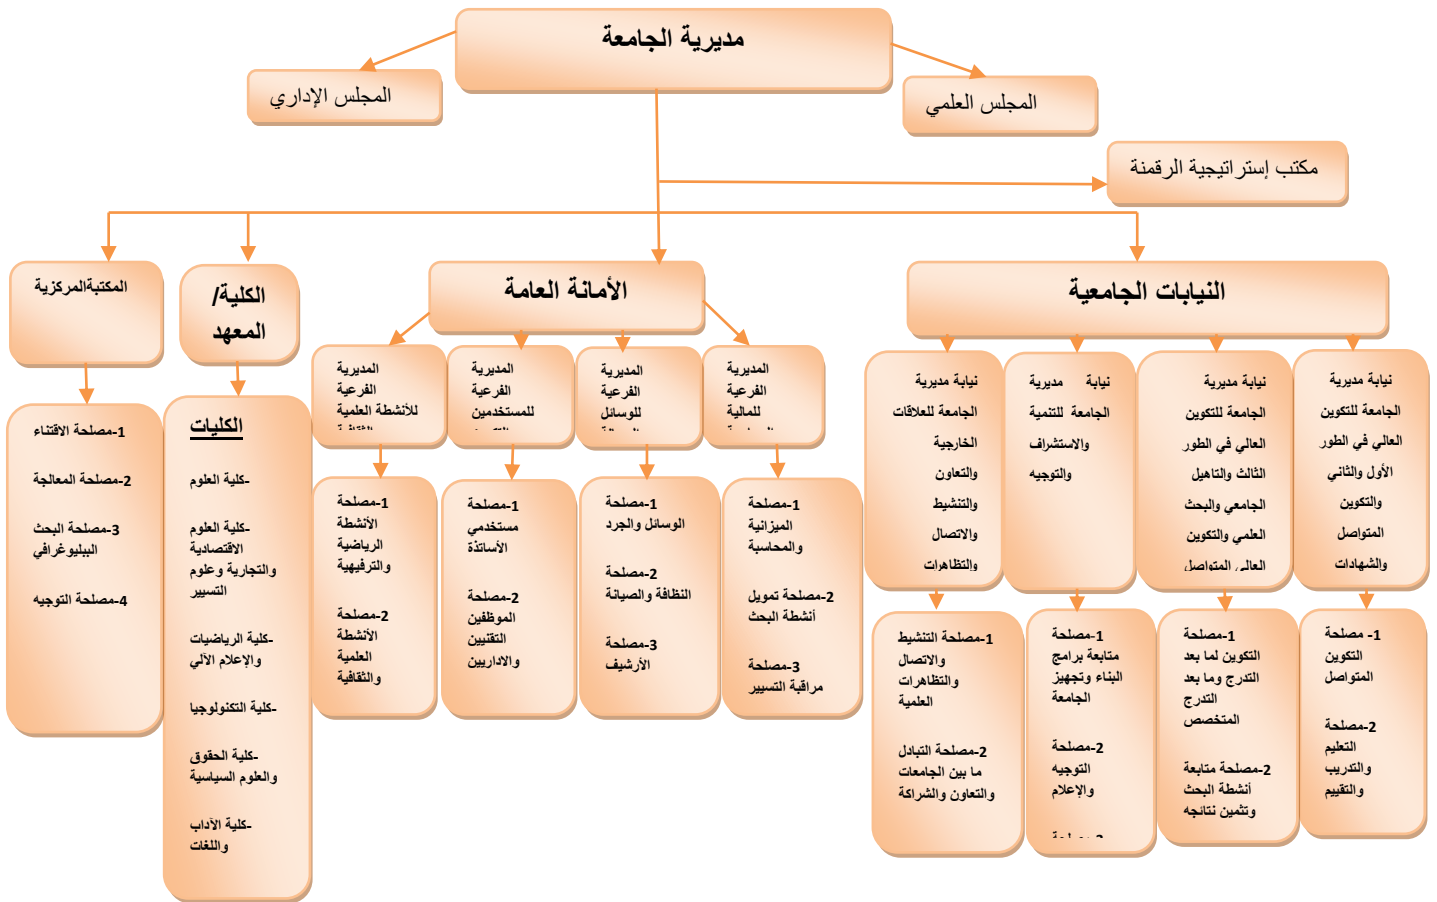 مديرية الجامعة
المجلس العلمي
المجلس الإداري
مكتب إستراتيجية الرقمنة
النيابات الجامعية
الأمانة العامة
الكلية/
المعهد
المكتبةالمركزية
نيابة مديرية
الجامعة للتكوين
العالي في الطور
الأول والثاني
والتكوين
المتواصل
والشهادات
نيابة مديرية
الجامعة للتكوين
العالي في الطور
الثالث والتاهيل
الجامعي والبحث
العلمي والتكوين
العالي المتواصل
نيابة مديرية
الجامعة للتنمية
والاستشراف
والتوجيه
نيابة مديرية
الجامعة للعلاقات
الخارجية
والتعاون
والتنشيط
والاتصال
والتظاهرات
المديرية
الفرعية
للمالية
المديرية
الفرعية
للوسائل
المديرية
الفرعية
للمستخدمين
المديرية
الفرعية
للأنشطة العلمية
1- مصلحة
التكوين
المتواصل
2-مصلحة
التعليم
والتدريب
والتقييم
1-مصلحة
التكوين لما بعد
التدرج وما بعد
التدرج
المتخصص
2-مصلحة متابعة
أنشطة البحث
وتثمين نتائجه
1-مصلحة
متابعة برامج
البناء وتجهيز
الجامعة
2-مصلحة
التوجيه
والإعلام
1-مصلحة التنشيط
والاتصال
والتظاهرات
العلمية
2-مصلحة التبادل
ما بين الجامعات
والتعاون والشراكة
1-مصلحة
الميزانية
والمحاسبة
2-مصلحة تمويل
أنشطة البحث
3-مصلحة
مراقبة التسيير
1-مصلحة
الوسائل والجرد
2-مصلحة
النظافة والصيانة
3-مصلحة
الأرشيف
1-مصلحة
مستخدمي
الأساتذة
2-مصلحة
الموظفين
التقنيين
والاداريين
1-مصلحة
الأنشطة
الرياضية
والترفيهية
2-مصلحة
الأنشطة
العلمية
والثقافية
الكليات
-كلية العلوم
-كلية العلوم
الاقتصادية
والتجارية وعلوم
التسيير
-كلية الرياضيات
والإعلام الآلي
-كلية التكنولوجيا
-كلية الحقوق
والعلوم السياسية
-كلية الآداب
واللغات
1-مصلحة الاقتناء
2-مصلحة المعالجة
3-مصلحة البحث
الببليوغرافي
4-مصلحة التوجيه